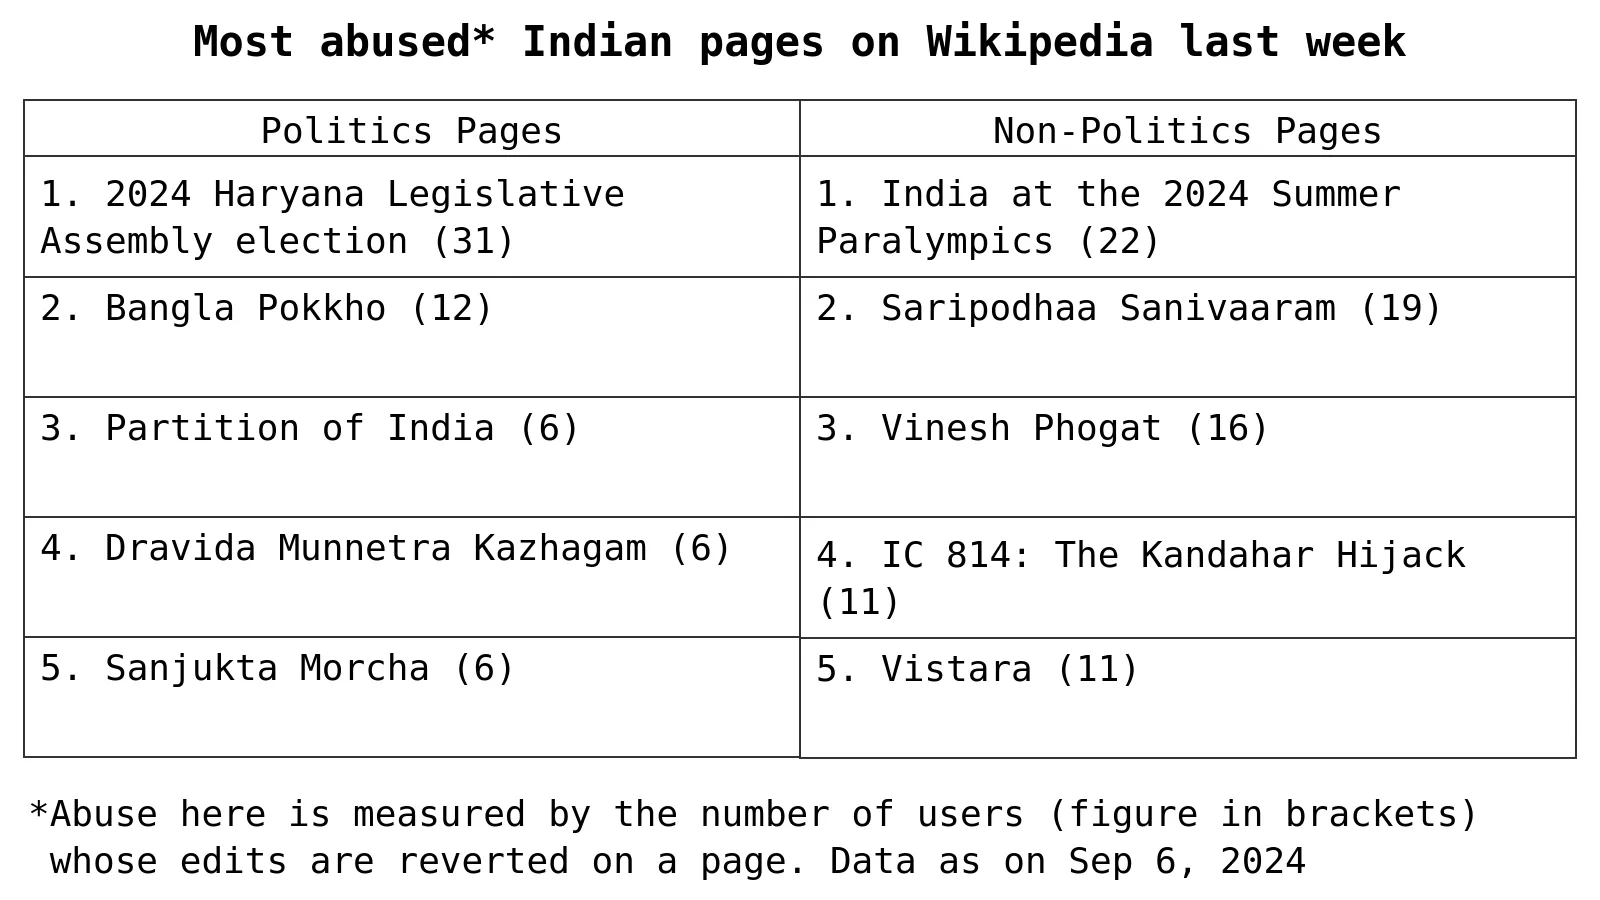 Most abused* Indian pages on Wikipedia last week
Politics Pages
Non-Politics Pages
1. 2024 Haryana Legislative
Assembly election (31)
1. India at the 2024 Summer
Paralympics (22)
2. Bangla Pokkho (12)
2. Saripodhaa Sanivaaram (19)
3. Partition of India (6)
3. Vinesh Phogat (16)
4. Dravida Munnetra Kazhagam (6)
4. IC 814: The Kandahar Hijack
(11)
5. Sanjukta Morcha (6)
5. Vistara (11)
*Abuse here is measured by the number of users (figure in brackets)
whose edits are reverted on a page. Data as on Sep 6, 2024